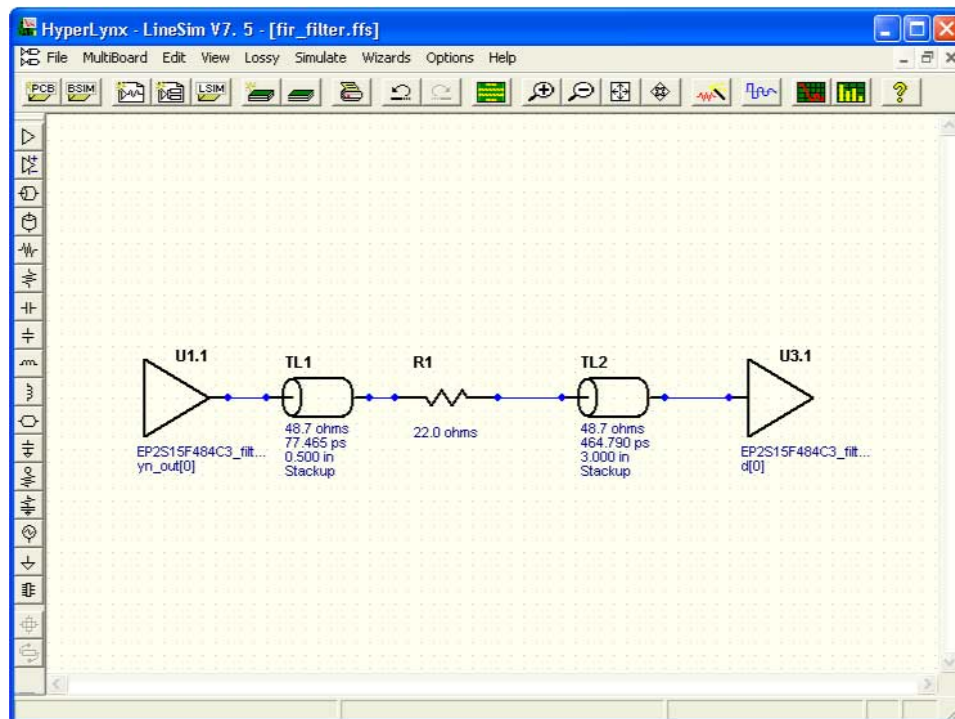 HyperLynx - LineSim V7. 5 - [fir_filter.ffs]
File MultiBoard Edit View Lossy Simulate Wizards Options Help
PCB BSIM LSIM
U1.1
TL1
R1
TL2
U3.1
48.7 ohms
77.465 ps
0.500 in
Stackup
22.0 ohms
48.7 ohms
464.790 ps
3.000 in
Stackup
EP2S15F484C3_filt...
yn_out[0]
EP2S15F484C3_filt...
d[0]